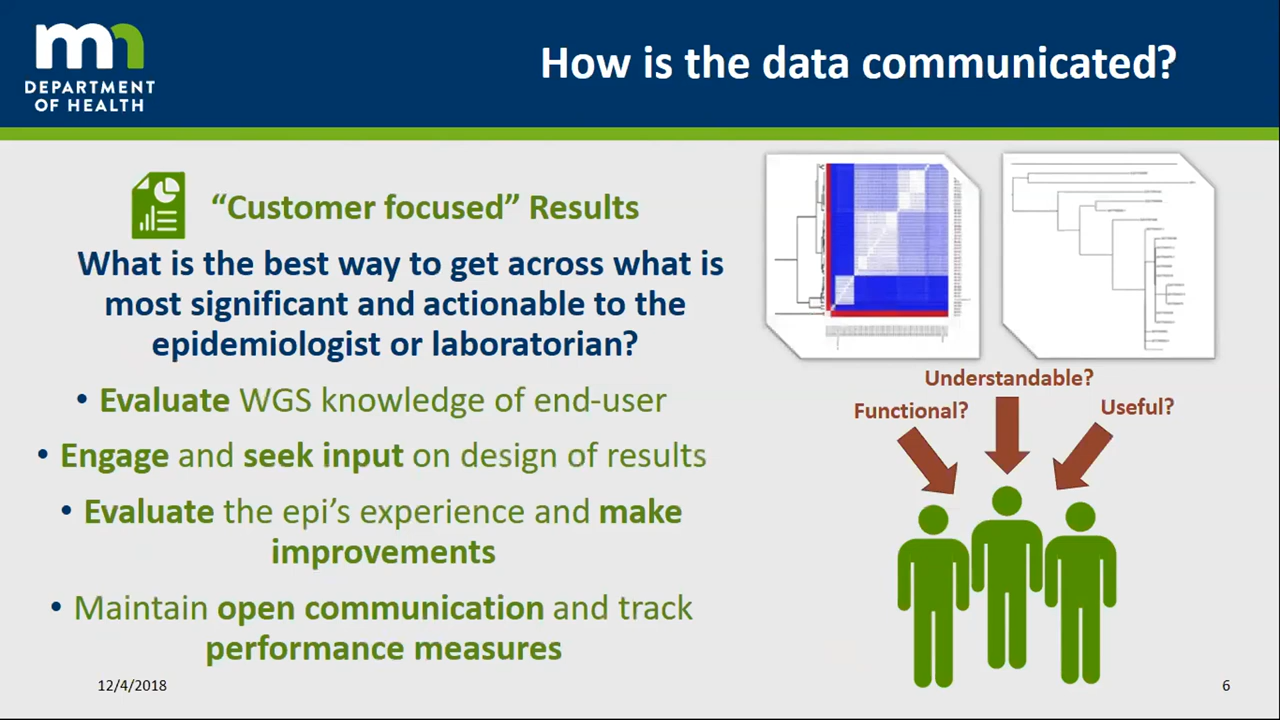 mn
DEPARTMENT
OF HEALTH
How is the data communicated?
“Customer focused” Results
What is the best way to get across what is
most significant and actionable to the
epidemiologist or laboratorian?
• Evaluate WGS knowledge of end-user
• Engage and seek input on design of results
• Evaluate the epi’s experience and make
improvements
• Maintain open communication and track
performance measures
Understandable?
Functional?
Useful?
12/4/2018
6